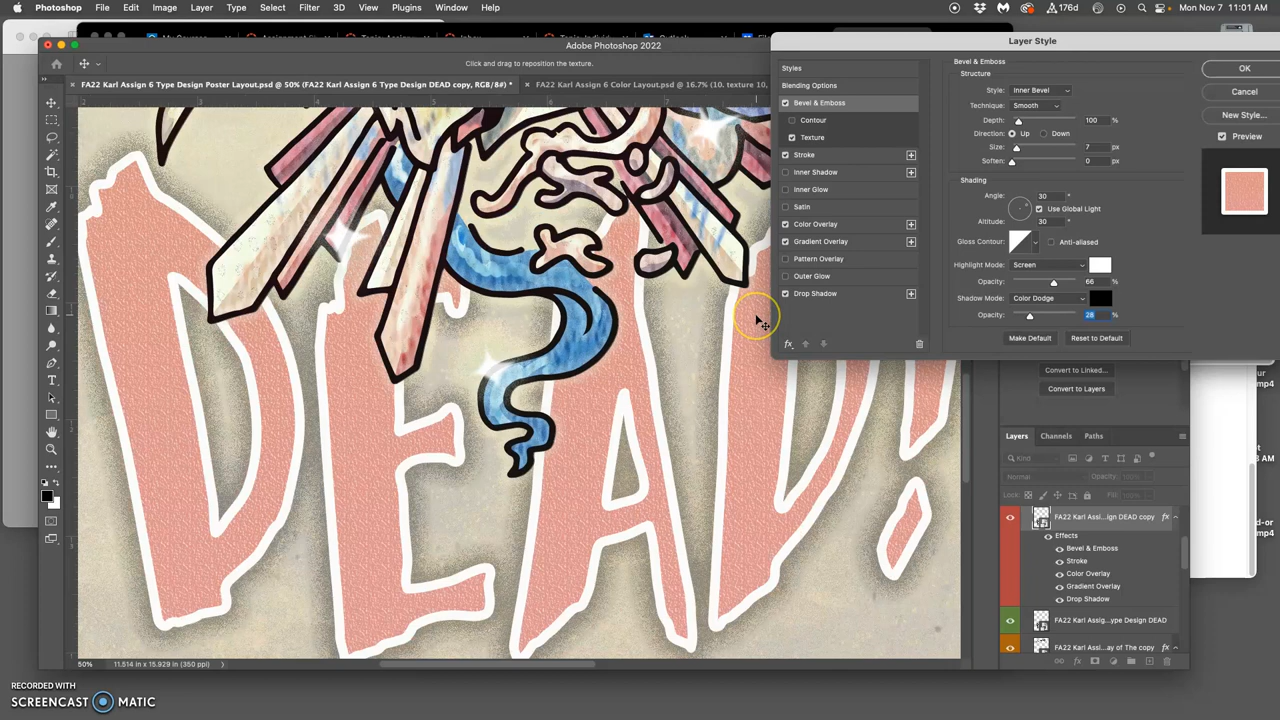 Photoshop File Edit Image Layer Type Select Filter 3D View Plugins Window Help 176d Mon Nov 7 11:01 AM
Adobe Photoshop 2022
Layer Style
Click and drag to reposition the texture.
FA22 Karl Assign 6 Type Design Poster Layout.psd @ 50% (FA22 Karl Assign 6 Type Design DEAD copy, RGB/8#) *
FA22 Karl Assign 6 Color Layout.psd @ 16.7% (10. texture 10,
Styles
Blending Options
Bevel & Emboss
Contour
Texture
Stroke
Inner Shadow
Inner Glow
Satin
Color Overlay
Gradient Overlay
Pattern Overlay
Outer Glow
Drop Shadow
fx
Bevel & Emboss
Structure
Style: Inner Bevel
Technique: Smooth
Depth: 100 %
Direction: Up Down
Size: 7 px
Soften: 0 px
Shading
Angle: 30 °
Use Global Light
Altitude: 30 °
Gloss Contour: Anti-aliased
Highlight Mode: Screen
Opacity: 66 %
Shadow Mode: Color Dodge
Opacity: 28 %
Make Default Reset to Default
OK
Cancel
New Style...
Preview
DEAD!
Convert to Linked...
Convert to Layers
Layers Channels Paths
Kind
Normal Opacity: 100%
Lock: Fill: 100%
FA22 Karl Assi...ign DEAD copy fx
Effects
Bevel & Emboss
Stroke
Color Overlay
Gradient Overlay
Drop Shadow
FA22 Karl Assig...ype Design DEAD
FA22 Karl Assi...ay of The copy fx
50% 11.514 in x 15.929 in (350 ppi)
RECORDED WITH
SCREENCAST MATIC